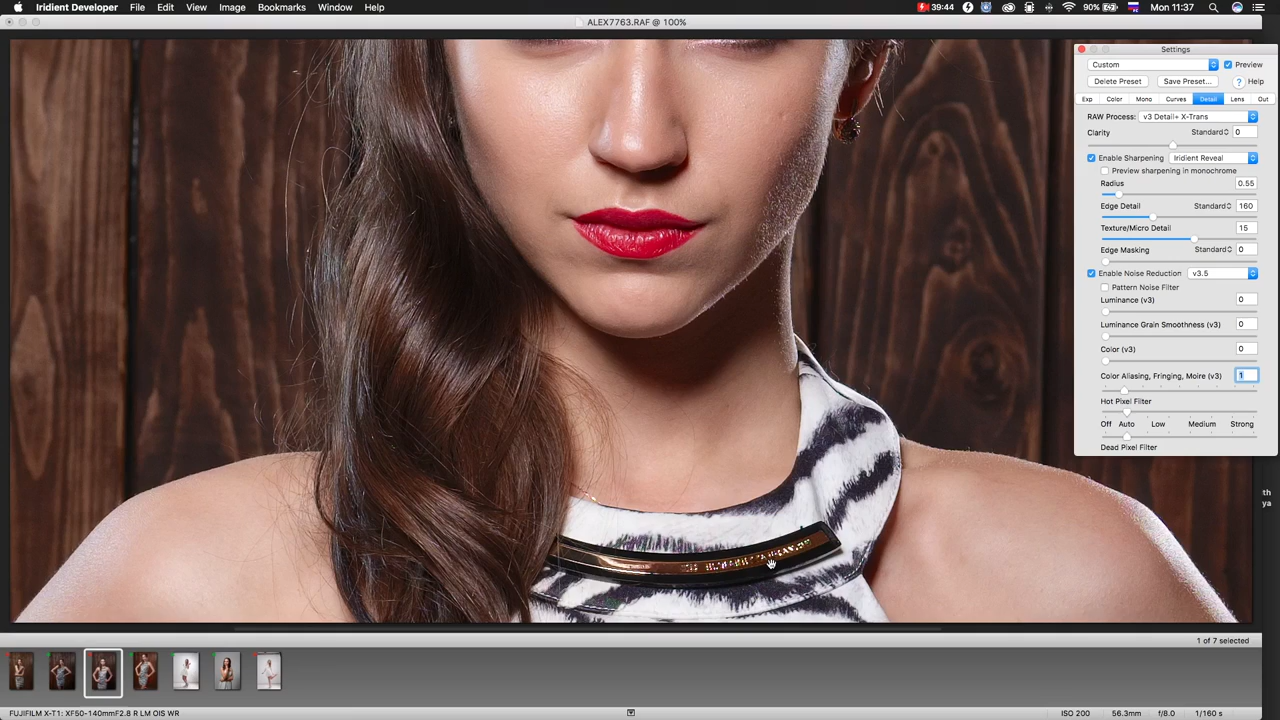 Iridient Developer File Edit View Image Bookmarks Window Help 39:44 90% Mon 11:37
ALEX7763.RAF @ 100%
Settings
Custom Preview
Delete Preset Save Preset... ? Help
Exp Color Mono Curves Detail Lens Out
RAW Process: v3 Detail+ X-Trans
Clarity Standard 0
Enable Sharpening Iridient Reveal
Preview sharpening in monochrome
Radius 0.55
Edge Detail Standard 160
Texture/Micro Detail 15
Edge Masking Standard 0
Enable Noise Reduction v3.5
Pattern Noise Filter
Luminance (v3) 0
Luminance Grain Smoothness (v3) 0
Color (v3) 0
Color Aliasing, Fringing, Moire (v3) 1
Hot Pixel Filter
Off Auto Low Medium Strong
Dead Pixel Filter
th
ya
1 of 7 selected
FUJIFILM X-T1: XF50-140mmF2.8 R LM OIS WR ISO 200 56.3mm f/8.0 1/160 s